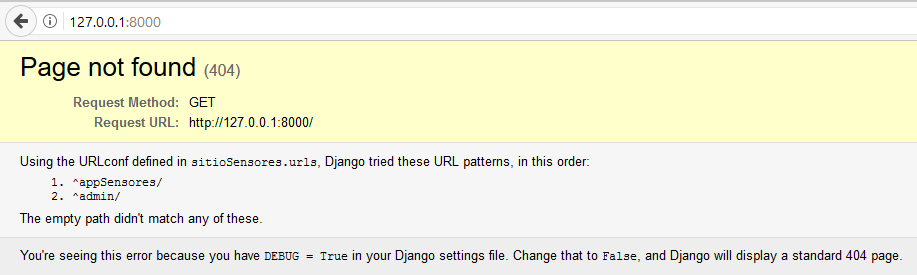 127.0.0.1:8000
Page not found (404)
Request Method: GET
Request URL: http://127.0.0.1:8000/
Using the URLconf defined in sitioSensores.urls, Django tried these URL patterns, in this order:
1. ^appSensores/
2. ^admin/
The empty path didn't match any of these.
You're seeing this error because you have DEBUG = True in your Django settings file. Change that to False, and Django will display a standard 404 page.